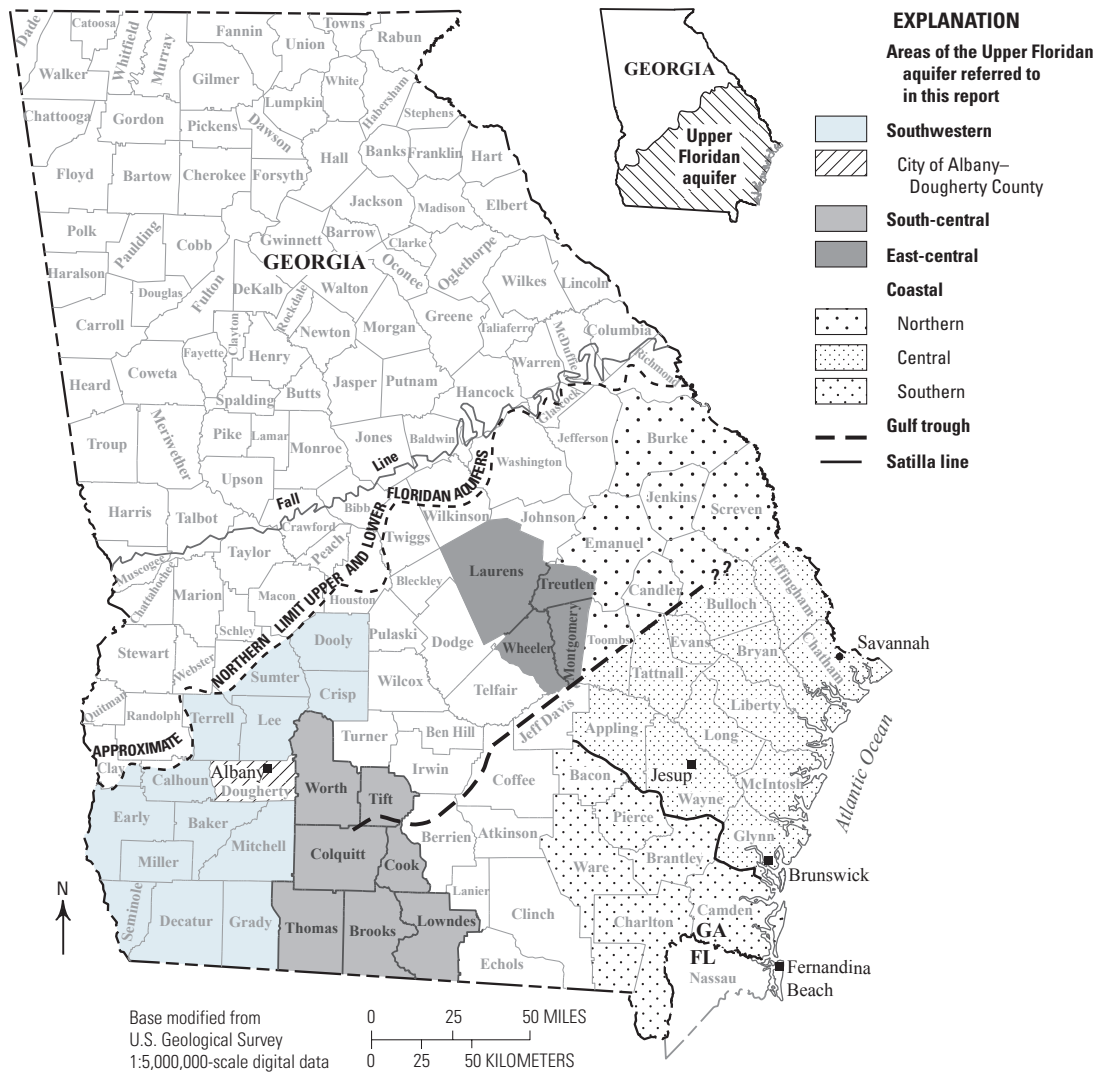 Dade
Catoosa
Whitfield
Murray
Fannin
Towns
Union
Rabun
Walker
Gilmer
White
Lumpkin
Habersham
Chattooga
Gordon
Pickens
Dawson
Stephens
Floyd
Bartow
Cherokee
Forsyth
Hall
Banks
Franklin
Hart
Jackson
Madison
Elbert
Polk
Paulding
Cobb
Gwinnett
Barrow
Clarke
Oconee
Oglethorpe
GEORGIA
Haralson
Douglas
Fulton
DeKalb
Rockdale
Walton
Wilkes
Lincoln
Carroll
Clayton
Newton
Morgan
Greene
Taliaferro
McDuffie
Columbia
Fayette
Henry
Warren
Richmond
Heard
Coweta
Spalding
Butts
Jasper
Putnam
Hancock
Glascock
Troup
Meriwether
Pike
Lamar
Monroe
Jones
Baldwin
Washington
Jefferson
Burke
Upson
Fall
Line
Harris
Talbot
Crawford
Bibb
Peach
Twiggs
Wilkinson
Johnson
Jenkins
Screven
Emanuel
NORTHERN LIMIT UPPER AND LOWER FLORIDAN AQUIFERS
APPROXIMATE
Muscogee
Chattahochee
Taylor
Marion
Macon
Houston
Bleckley
Laurens
Treutlen
Candler
? ?
Bulloch
Effingham
Schley
Dooly
Pulaski
Dodge
Wheeler
Montgomery
Toombs
Evans
Bryan
Chatham
Savannah
Stewart
Webster
Sumter
Crisp
Wilcox
Telfair
Tattnall
Quitman
Randolph
Terrell
Lee
Turner
Ben Hill
Jeff Davis
Appling
Liberty
Long
Clay
Calhoun
Albany
Dougherty
Worth
Tift
Irwin
Coffee
Bacon
Jesup
Wayne
McIntosh
Atlantic Ocean
Early
Baker
Mitchell
Colquitt
Berrien
Atkinson
Pierce
Glynn
Miller
Cook
Ware
Brantley
Brunswick
Lanier
Seminole
Decatur
Grady
Thomas
Brooks
Lowndes
Clinch
Charlton
Camden
GA
FL
Echols
Nassau
Fernandina
Beach
N
GEORGIA
Upper
Floridan
aquifer
EXPLANATION
Areas of the Upper Floridan
aquifer referred to
in this report
Southwestern
City of Albany–
Dougherty County
South-central
East-central
Coastal
Northern
Central
Southern
Gulf trough
Satilla line
Base modified from
U.S. Geological Survey
1:5,000,000-scale digital data
0 25 50 MILES
0 25 50 KILOMETERS